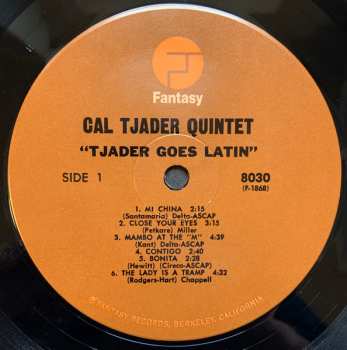 Fantasy
CAL TJADER QUINTET
"TJADER GOES LATIN"
SIDE 1
8030
(F-1868)
1. MI CHINA 2:15
(Santamaria) Delta-ASCAP
2. CLOSE YOUR EYES 3:15
(Petkare) Miller
3. MAMBO AT THE "M" 4:39
(Kant) Delta-ASCAP
4. CONTIGO 2:40
5. BONITA 2:28
(Hewitt) (Cireco-ASCAP)
6. THE LADY IS A TRAMP 4:32
(Rodgers-Hart) Chappell
FANTASY RECORDS, BERKELEY, CALIFORNIA